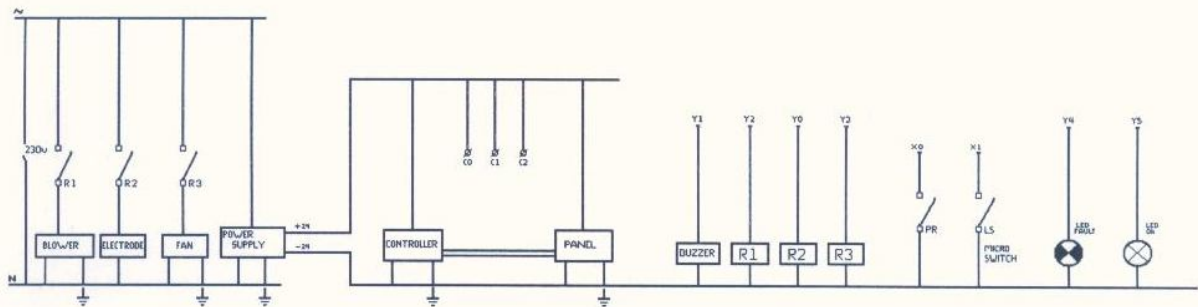 ~
230v
R1
R2
R3
BLOWER
ELECTRODE
FAN
POWER
SUPPLY
+24
-24
N
C0
C1
C2
CONTROLLER
PANEL
Y1
Y2
Y0
Y3
BUZZER
R1
R2
R3
X0
X1
PR
LS
MICRO
SWITCH
Y4
Y5
LED
FAULT
LED
ON